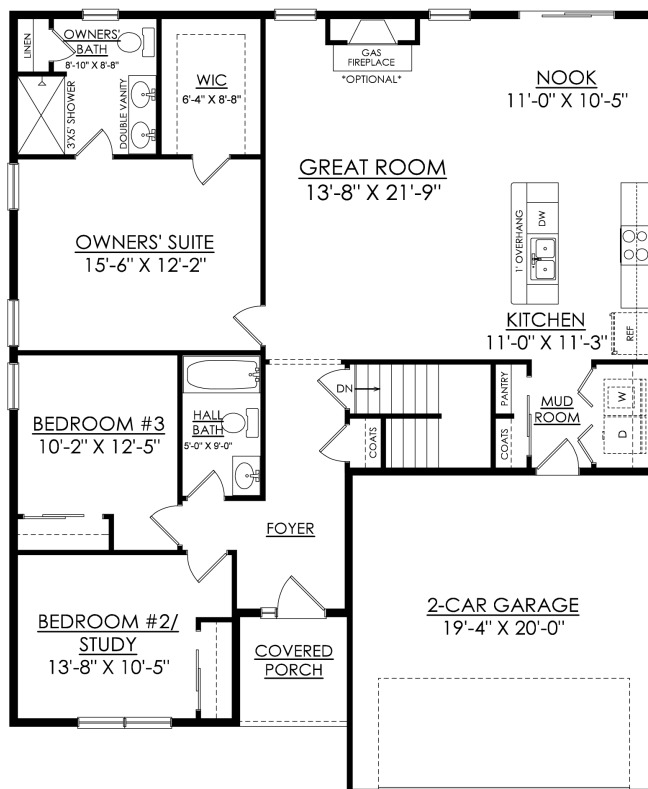 LINEN
OWNERS'
BATH
8'-10" X 8'-8"
3'X5' SHOWER
DOUBLE VANITY
WIC
6'-4" X 8'-8"
GAS
FIREPLACE
*OPTIONAL*
NOOK
11'-0" X 10'-5"
GREAT ROOM
13'-8" X 21'-9"
OWNERS' SUITE
15'-6" X 12'-2"
1' OVERHANG
DW
KITCHEN
11'-0" X 11'-3"
REF
BEDROOM #3
10'-2" X 12'-5"
HALL
BATH
5'-0" X 9'-0"
DN
COATS
PANTRY
COATS
MUD
ROOM
W
D
FOYER
BEDROOM #2/
STUDY
13'-8" X 10'-5"
COVERED
PORCH
2-CAR GARAGE
19'-4" X 20'-0"